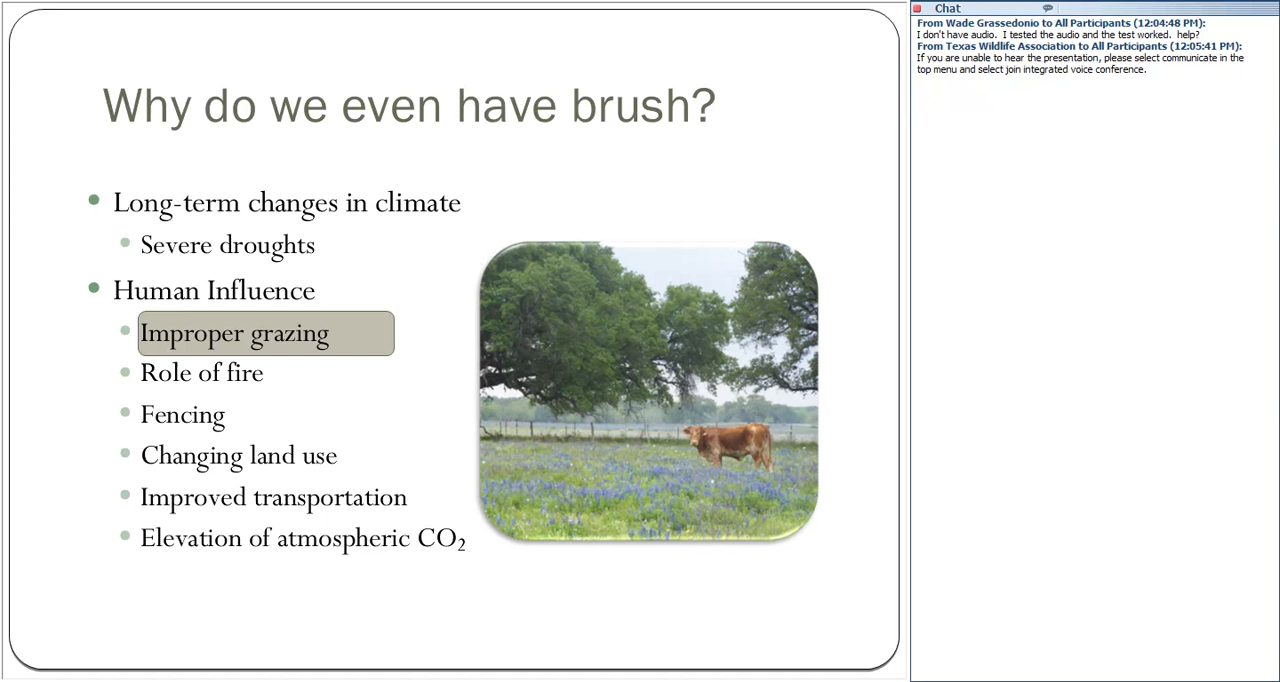 Why do we even have brush?
Long-term changes in climate
Severe droughts
Human Influence
Improper grazing
Role of fire
Fencing
Changing land use
Improved transportation
Elevation of atmospheric CO₂
Chat
From Wade Grassedonio to All Participants (12:04:48 PM):
I don't have audio.  I tested the audio and the test worked.  help?
From Texas Wildlife Association to All Participants (12:05:41 PM):
If you are unable to hear the presentation, please select communicate in the
top menu and select join integrated voice conference.